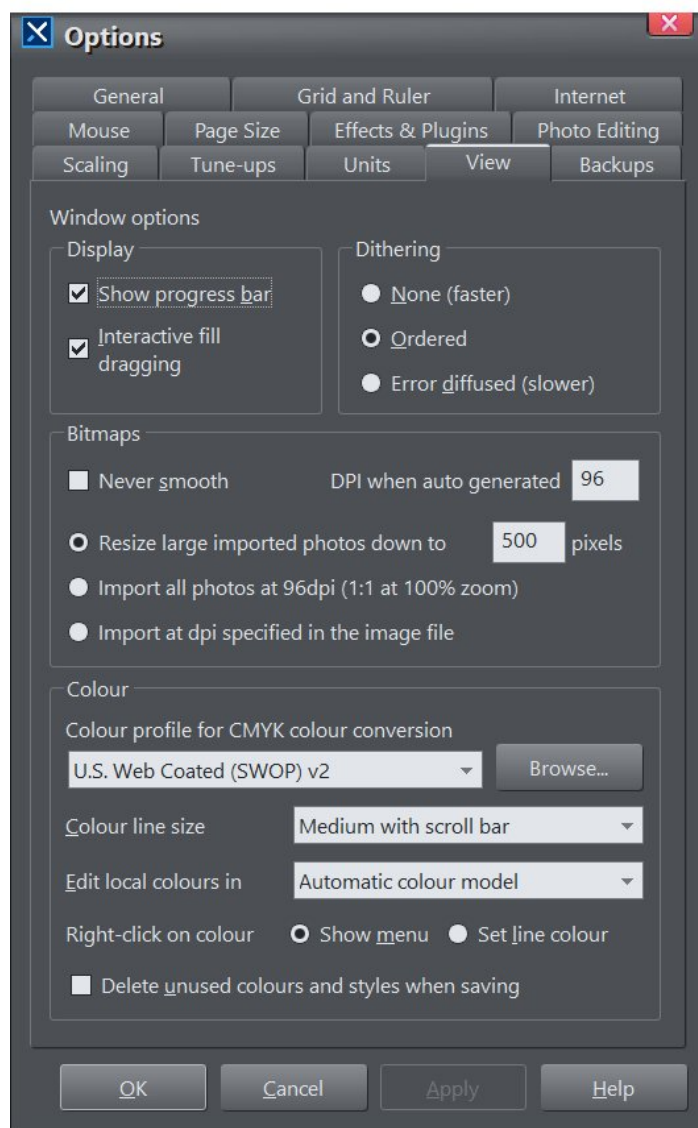 Options
General Grid and Ruler Internet
Mouse Page Size Effects & Plugins Photo Editing
Scaling Tune-ups Units View Backups
Window options
Display
Show progress bar
Interactive fill
dragging
Dithering
None (faster)
Ordered
Error diffused (slower)
Bitmaps
Never smooth DPI when auto generated 96
Resize large imported photos down to 500 pixels
Import all photos at 96dpi (1:1 at 100% zoom)
Import at dpi specified in the image file
Colour
Colour profile for CMYK colour conversion
U.S. Web Coated (SWOP) v2 Browse...
Colour line size Medium with scroll bar
Edit local colours in Automatic colour model
Right-click on colour Show menu Set line colour
Delete unused colours and styles when saving
OK Cancel Apply Help